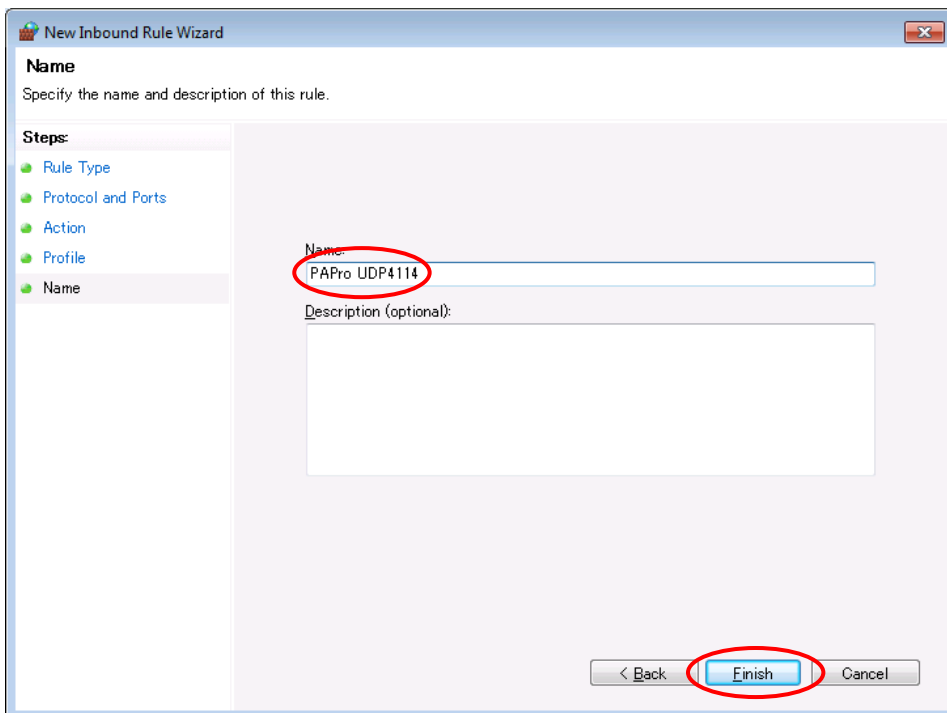 New Inbound Rule Wizard
Name
Specify the name and description of this rule.
Steps:
Rule Type
Protocol and Ports
Action
Profile
Name
Name:
PAPro UDP4114
Description (optional):
< Back
Finish
Cancel